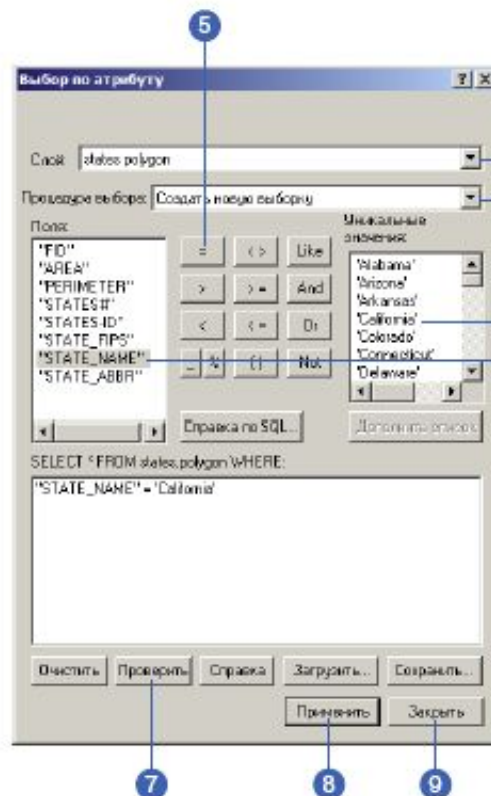 5
Выбор по атрибуту
Слой: states polygon
Процедура выбора: Создать новую выборку
Поля:
"FID"
"AREA"
"PERIMETER"
"STATES#"
"STATES-ID"
"STATE_FIPS"
"STATE_NAME"
"STATE_ABBR"
= < > Like
> > = And
< < = Or
_ % ( ) Not
Уникальные
значения:
'Alabama'
'Arizona'
'Arkansas'
'California'
'Colorado'
'Connecticut'
'Delaware'
Справка по SQL...
Дополнить список
SELECT * FROM states polygon WHERE:
"STATE_NAME" = 'California'
Очистить Проверить Справка Загрузить... Сохранить...
Применить Закрыть
7 8 9